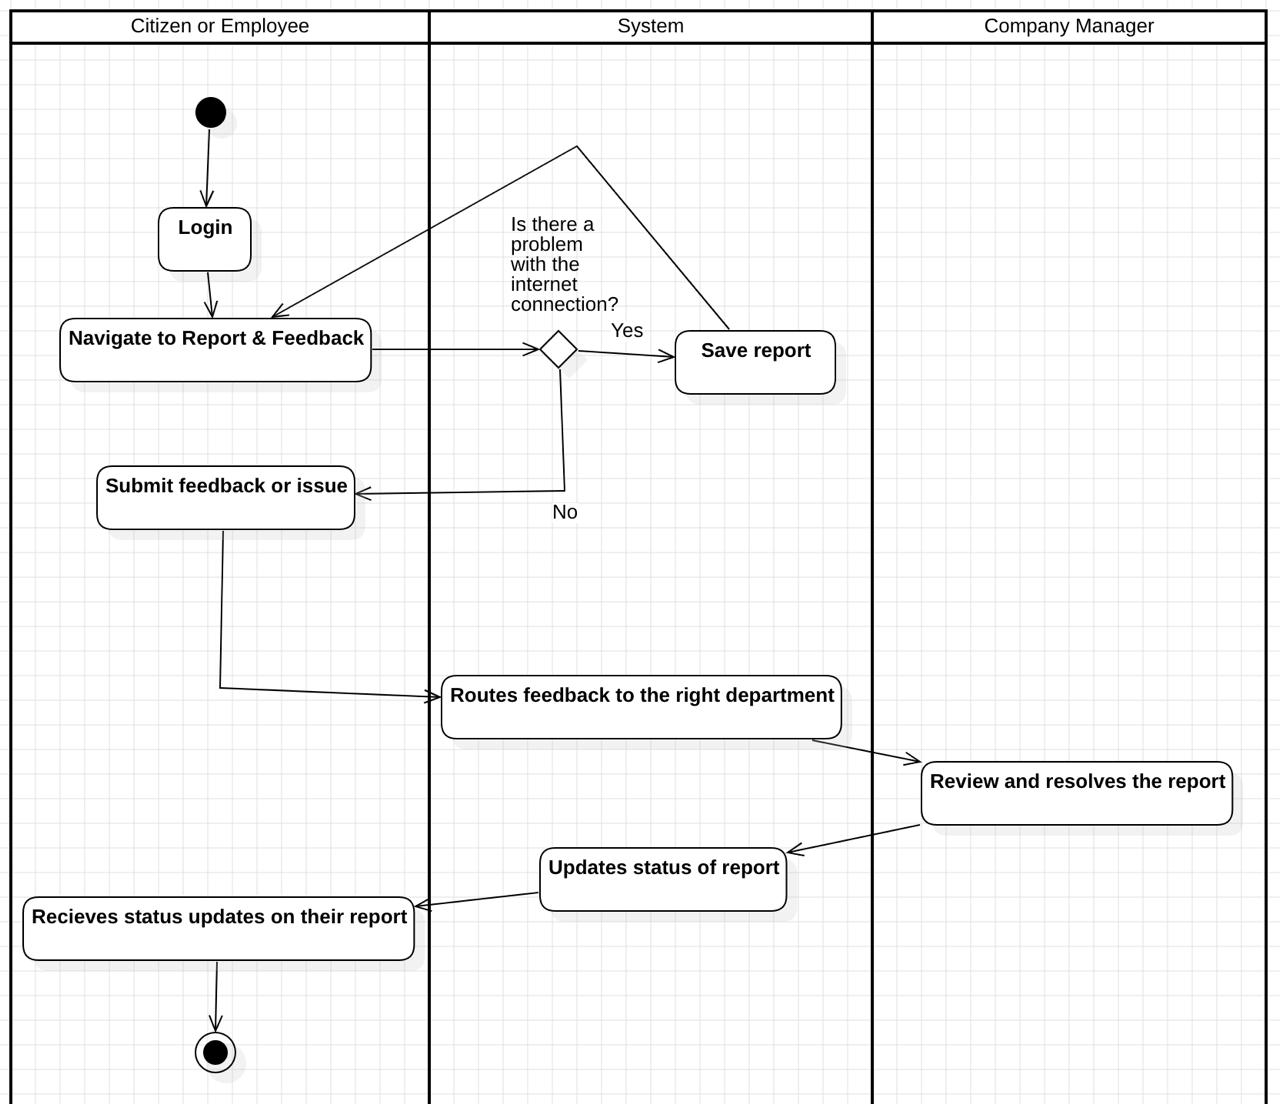 Citizen or Employee
System
Company Manager
Login
Is there a
problem
with the
internet
connection?
Navigate to Report & Feedback
Yes
Save report
Submit feedback or issue
No
Routes feedback to the right department
Review and resolves the report
Updates status of report
Recieves status updates on their report